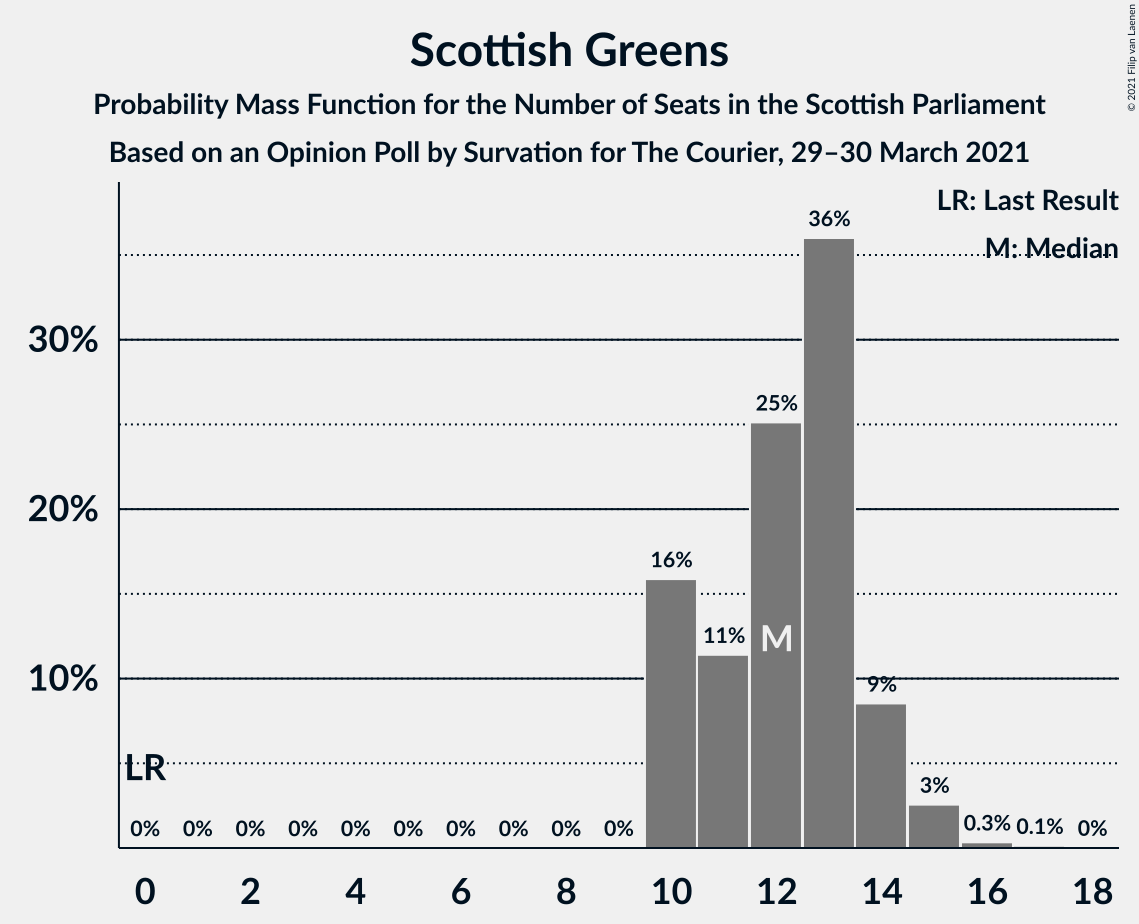 Scottish Greens
Probability Mass Function for the Number of Seats in the Scottish Parliament
Based on an Opinion Poll by Survation for The Courier, 29–30 March 2021
© 2021 Filip van Laenen
LR: Last Result
M: Median
36%
30%
25%
20%
16%
11%
M
10%
9%
LR
3%
0% 0% 0% 0% 0% 0% 0% 0% 0% 0% 0.3% 0.1% 0%
0 2 4 6 8 10 12 14 16 18